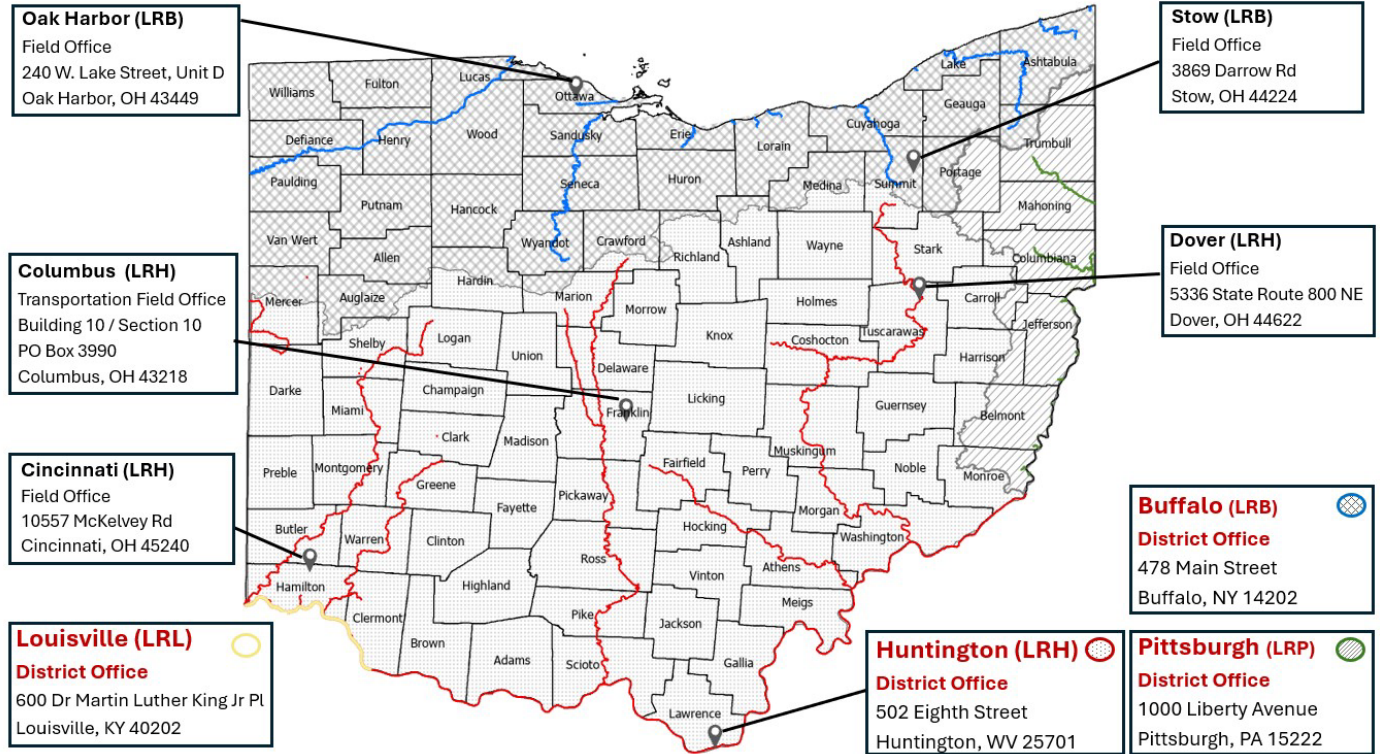 Oak Harbor (LRB)
Field Office
240 W. Lake Street, Unit D
Oak Harbor, OH 43449
Stow (LRB)
Field Office
3869 Darrow Rd
Stow, OH 44224
Columbus (LRH)
Transportation Field Office
Building 10 / Section 10
PO Box 3990
Columbus, OH 43218
Dover (LRH)
Field Office
5336 State Route 800 NE
Dover, OH 44622
Cincinnati (LRH)
Field Office
10557 McKelvey Rd
Cincinnati, OH 45240
Louisville (LRL)
District Office
600 Dr Martin Luther King Jr Pl
Louisville, KY 40202
Huntington (LRH)
District Office
502 Eighth Street
Huntington, WV 25701
Buffalo (LRB)
District Office
478 Main Street
Buffalo, NY 14202
Pittsburgh (LRP)
District Office
1000 Liberty Avenue
Pittsburgh, PA 15222
Williams
Fulton
Lucas
Ottawa
Lake
Ashtabula
Geauga
Cuyahoga
Defiance
Henry
Wood
Sandusky
Erie
Lorain
Trumbull
Paulding
Putnam
Hancock
Seneca
Huron
Medina
Summit
Portage
Mahoning
Van Wert
Allen
Wyandot
Crawford
Richland
Ashland
Wayne
Stark
Columbiana
Mercer
Auglaize
Hardin
Marion
Morrow
Holmes
Carroll
Tuscarawas
Jefferson
Shelby
Logan
Union
Delaware
Knox
Coshocton
Harrison
Darke
Miami
Champaign
Clark
Madison
Franklin
Licking
Muskingum
Guernsey
Belmont
Preble
Montgomery
Greene
Fayette
Pickaway
Fairfield
Perry
Morgan
Noble
Monroe
Butler
Warren
Clinton
Ross
Hocking
Athens
Washington
Hamilton
Clermont
Highland
Pike
Vinton
Meigs
Brown
Adams
Scioto
Jackson
Gallia
Lawrence